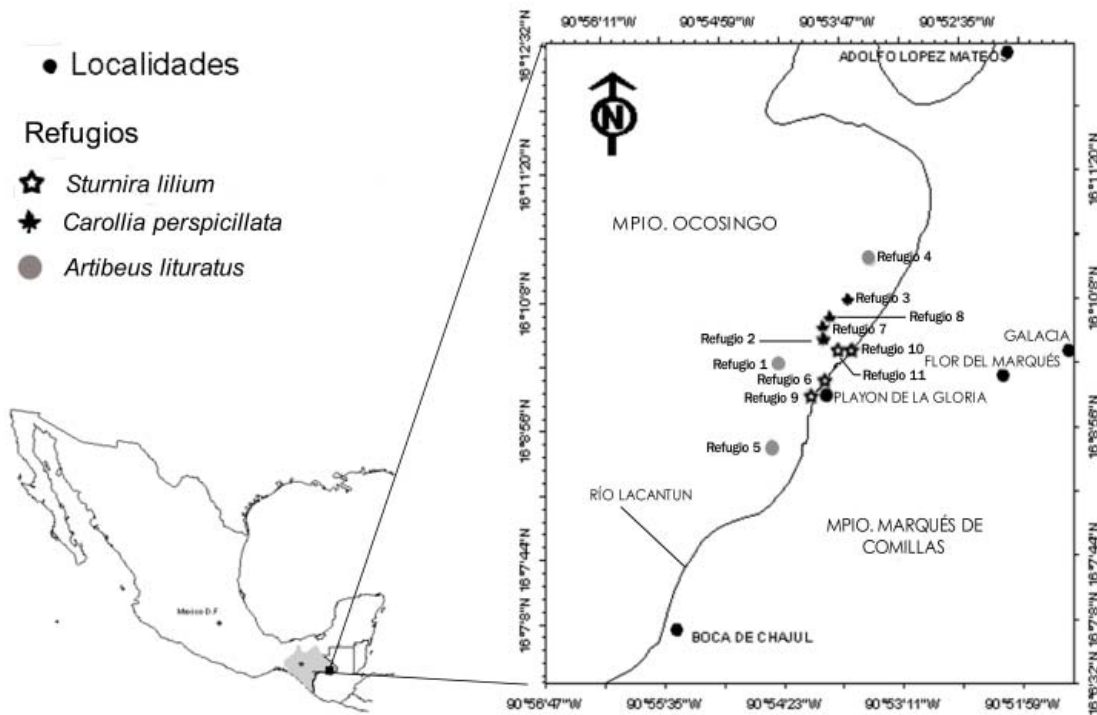 Localidades
Refugios
Sturnira lilium
Carollia perspicillata
Artibeus lituratus
Mexico D.F
90°56'11"W
90°54'59"W
90°53'47"W
90°52'35"W
16°12'32"N
16°11'20"N
16°10'8"N
16°8'56"N
16°7'44"N
16°7'8"N
N
ADOLFO LOPEZ MATEOS
MPIO. OCOSINGO
Refugio 4
Refugio 3
Refugio 8
Refugio 7
Refugio 2
Refugio 10
GALACIA
Refugio 1
FLOR DEL MARQUÉS
Refugio 11
Refugio 6
Refugio 9
PLAYON DE LA GLORIA
Refugio 5
RÍO LACANTUN
MPIO. MARQUÉS DE
COMILLAS
BOCA DE CHAJUL
16°11'20"N
16°10'8"N
16°8'56"N
16°7'44"N
16°7'8"N
16°6'32"N
90°56'47"W
90°55'35"W
90°54'23"W
90°53'11"W
90°51'59"W